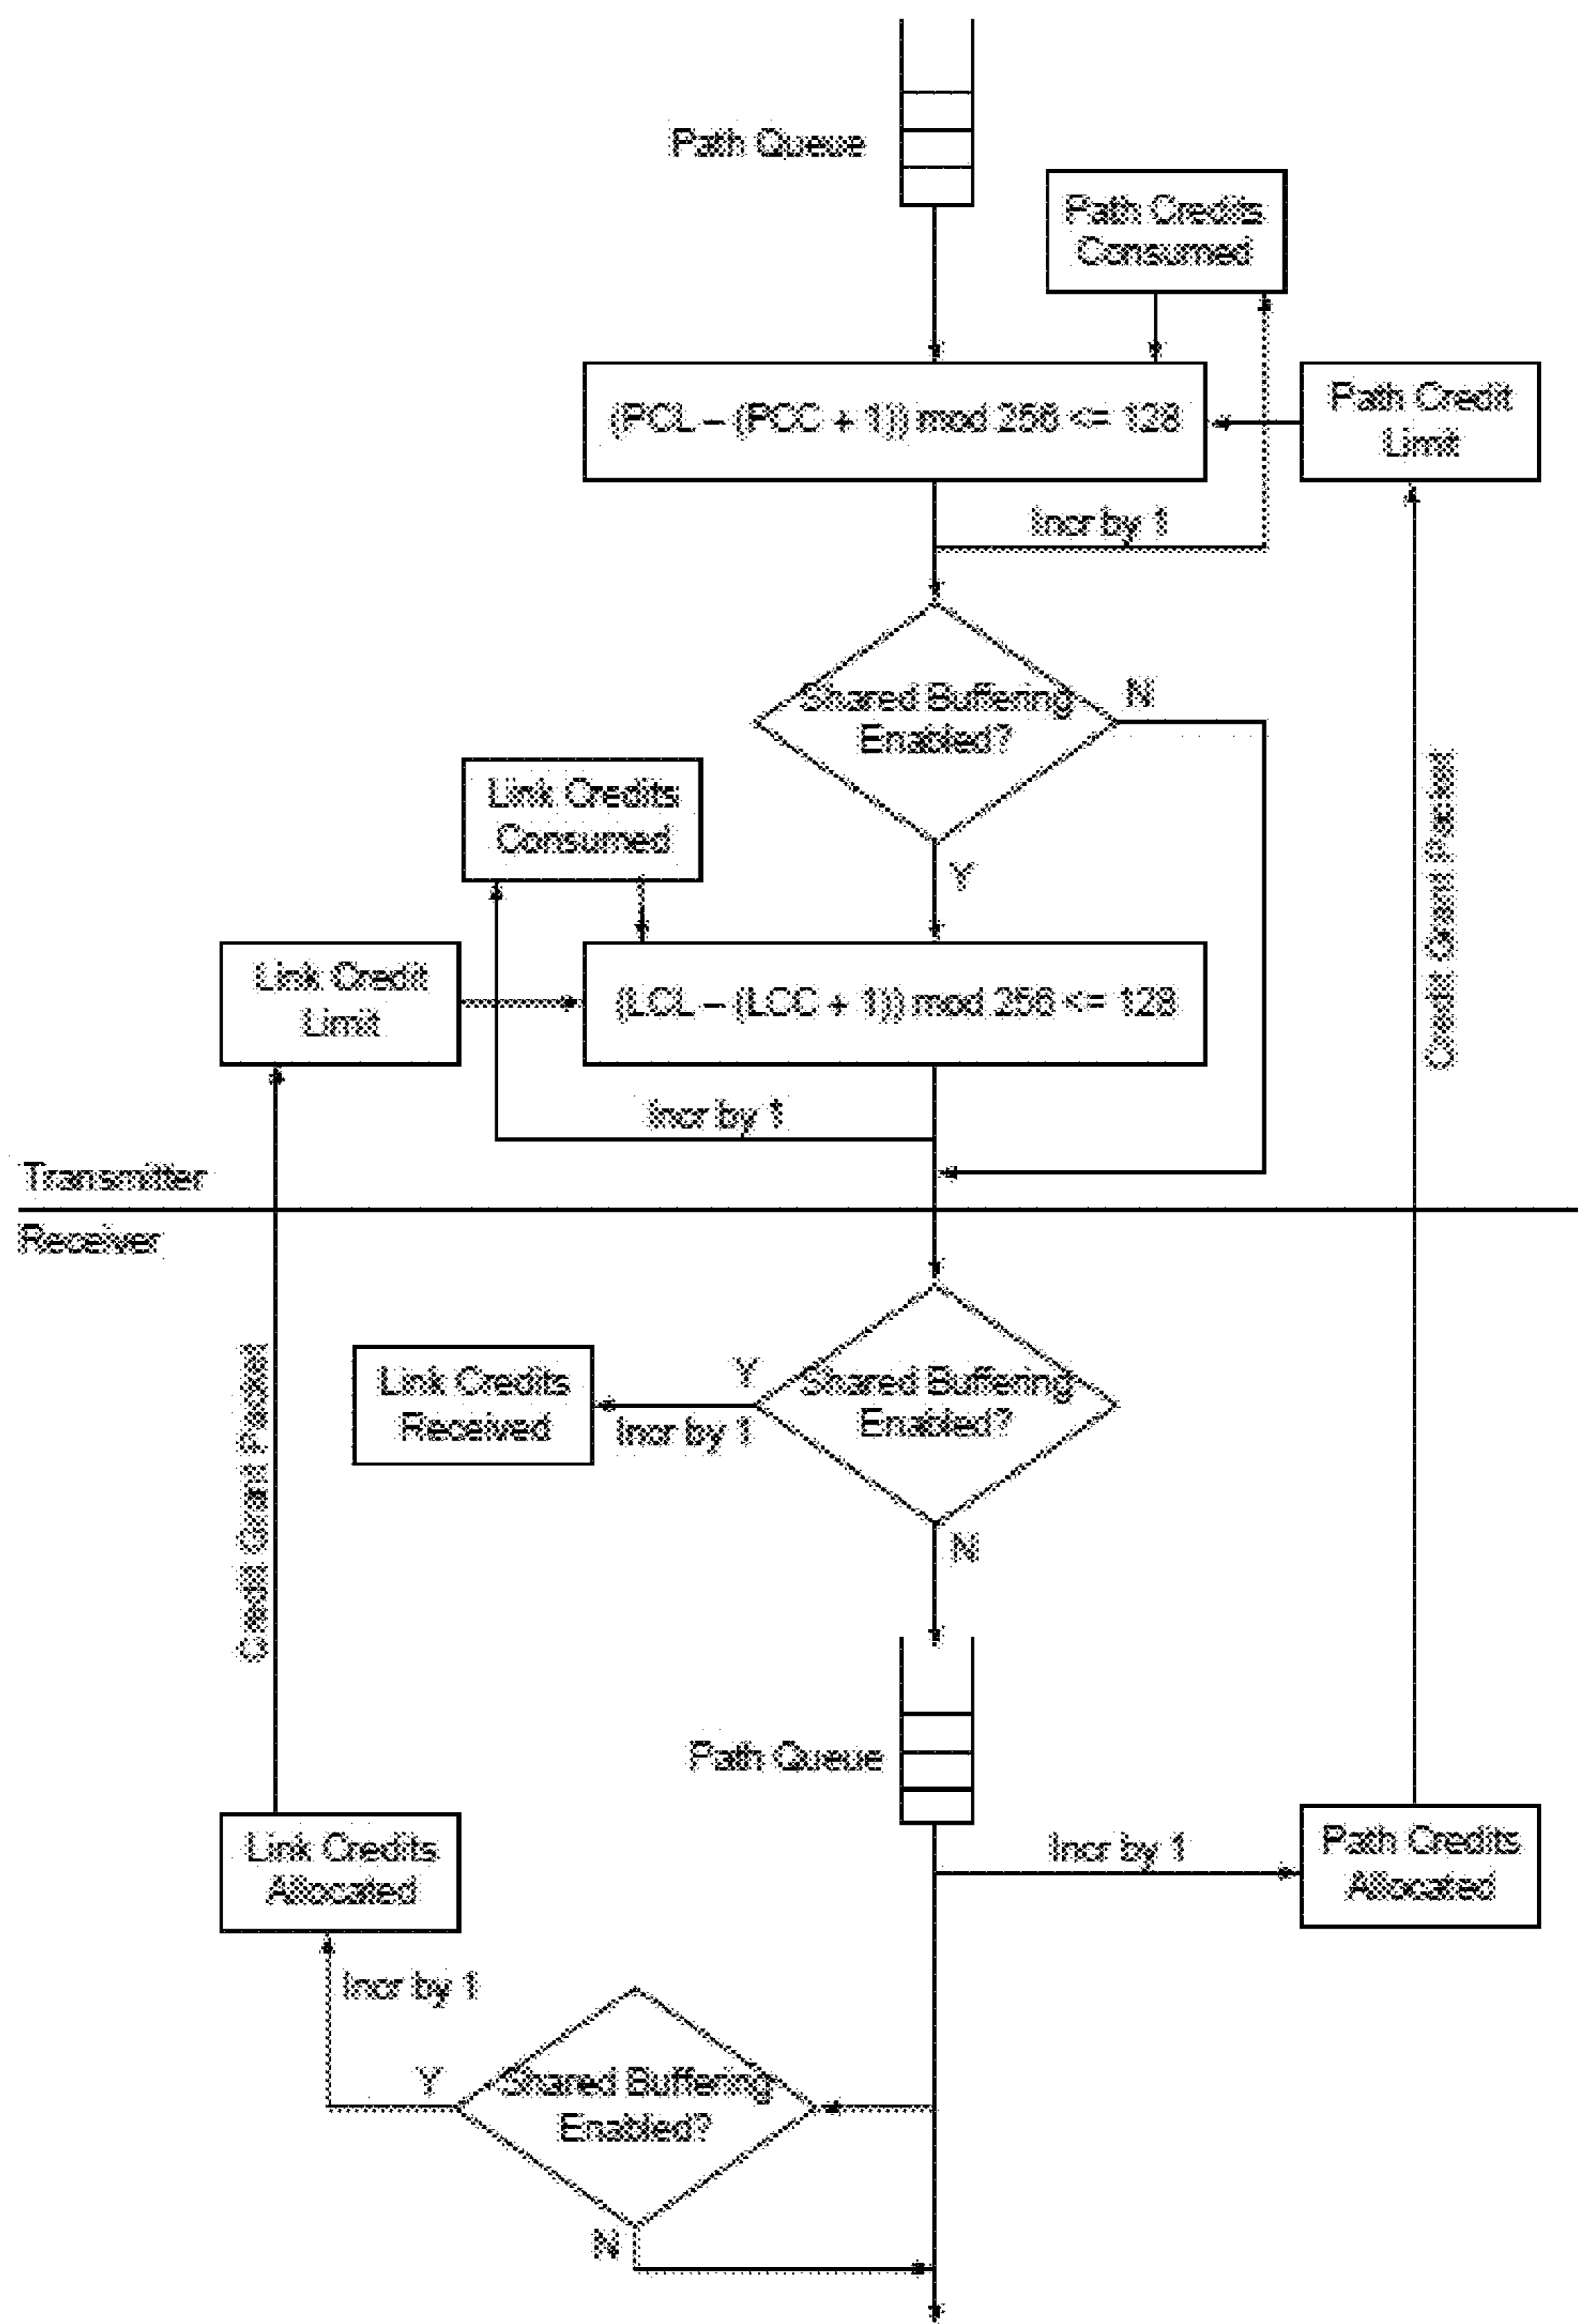 Path Queue
Path Credits
Consumed
(PCL – (PCC + 1)) mod 256 <= 128
Path Credit
Limit
Incr by 1
Shared Buffering
Enabled?
N
Link Credits
Consumed
Y
Credit Grant Packet
Link Credit
Limit
(LCL – (LCC + 1)) mod 256 <= 128
Incr by 1
Transmitter
Receiver
Link Credits
Received
Y
Incr by 1
Shared Buffering
Enabled?
N
Credit Grant Packet
Path Queue
Link Credits
Allocated
Incr by 1
Path Credits
Allocated
Incr by 1
Y
Shared Buffering
Enabled?
N